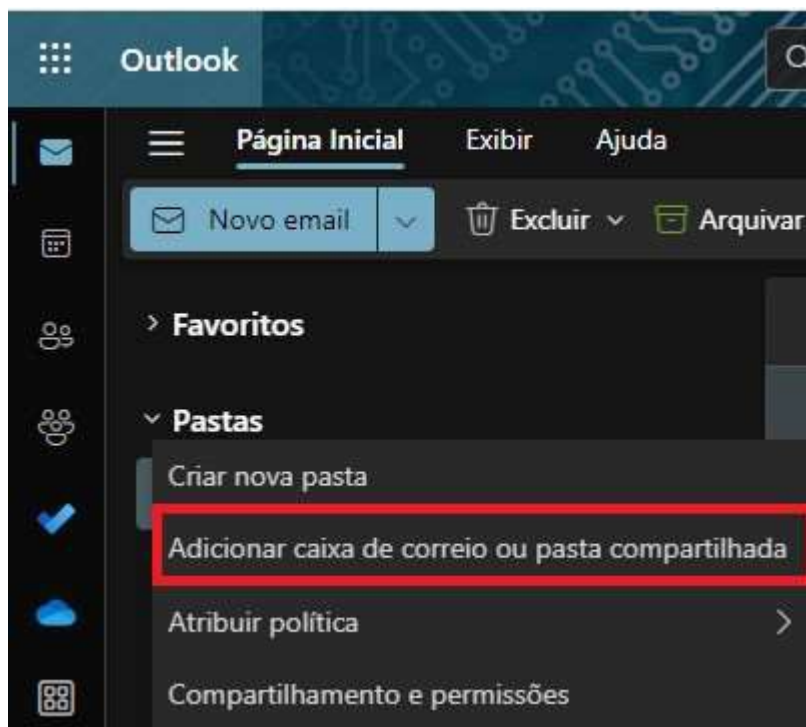 Outlook
Página Inicial Exibir Ajuda
Novo email Excluir Arquivar
Favoritos
Pastas
Criar nova pasta
Adicionar caixa de correio ou pasta compartilhada
Atribuir política
Compartilhamento e permissões